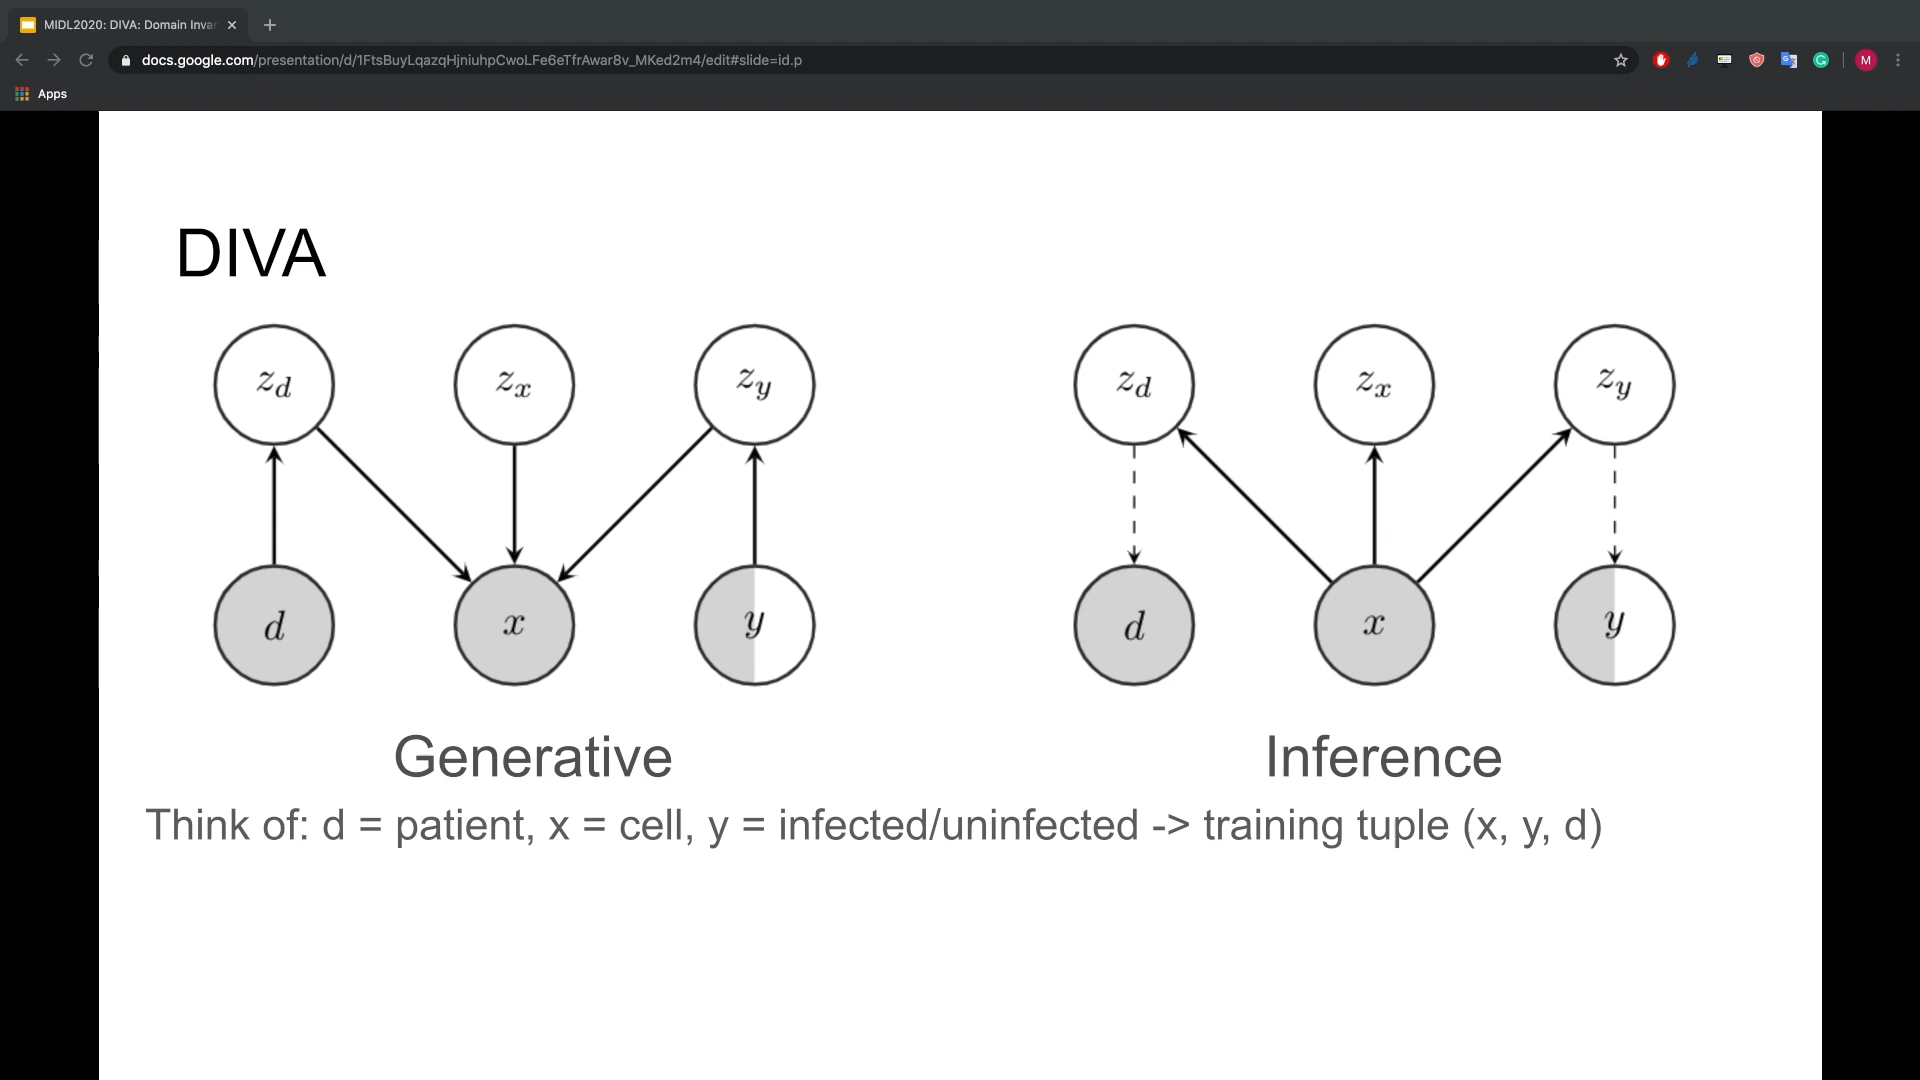 MIDL2020: DIVA: Domain Inva
docs.google.com/presentation/d/1FtsBuyLqazqHjniuhpCwoLFe6eTfrAwar8v_MKed2m4/edit#slide=id.p
M
Apps
DIVA
z_d z_x z_y z_d z_x z_y
d x y d x y
Generative Inference
Think of: d = patient, x = cell, y = infected/uninfected -> training tuple (x, y, d)